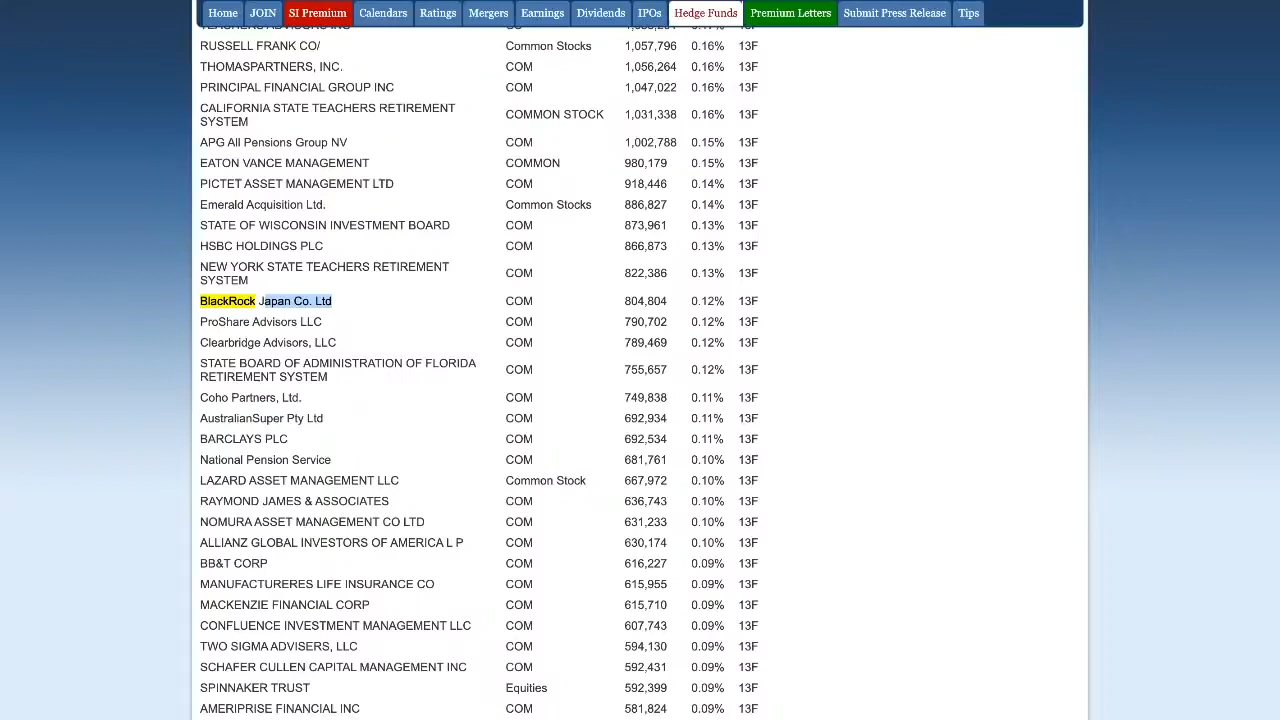 Home JOIN SI Premium Calendars Ratings Mergers Earnings Dividends IPOs Hedge Funds Premium Letters Submit Press Release Tips
RUSSELL FRANK CO/ Common Stocks 1,057,796 0.16% 13F
THOMASPARTNERS, INC. COM 1,056,264 0.16% 13F
PRINCIPAL FINANCIAL GROUP INC COM 1,047,022 0.16% 13F
CALIFORNIA STATE TEACHERS RETIREMENT
SYSTEM COMMON STOCK 1,031,338 0.16% 13F
APG All Pensions Group NV COM 1,002,788 0.15% 13F
EATON VANCE MANAGEMENT COMMON 980,179 0.15% 13F
PICTET ASSET MANAGEMENT LTD COM 918,446 0.14% 13F
Emerald Acquisition Ltd. Common Stocks 886,827 0.14% 13F
STATE OF WISCONSIN INVESTMENT BOARD COM 873,961 0.13% 13F
HSBC HOLDINGS PLC COM 866,873 0.13% 13F
NEW YORK STATE TEACHERS RETIREMENT
SYSTEM COM 822,386 0.13% 13F
BlackRock Japan Co. Ltd COM 804,804 0.12% 13F
ProShare Advisors LLC COM 790,702 0.12% 13F
Clearbridge Advisors, LLC COM 789,469 0.12% 13F
STATE BOARD OF ADMINISTRATION OF FLORIDA
RETIREMENT SYSTEM COM 755,657 0.12% 13F
Coho Partners, Ltd. COM 749,838 0.11% 13F
AustralianSuper Pty Ltd COM 692,934 0.11% 13F
BARCLAYS PLC COM 692,534 0.11% 13F
National Pension Service COM 681,761 0.10% 13F
LAZARD ASSET MANAGEMENT LLC Common Stock 667,972 0.10% 13F
RAYMOND JAMES & ASSOCIATES COM 636,743 0.10% 13F
NOMURA ASSET MANAGEMENT CO LTD COM 631,233 0.10% 13F
ALLIANZ GLOBAL INVESTORS OF AMERICA L P COM 630,174 0.10% 13F
BB&T CORP COM 616,227 0.09% 13F
MANUFACTURERES LIFE INSURANCE CO COM 615,955 0.09% 13F
MACKENZIE FINANCIAL CORP COM 615,710 0.09% 13F
CONFLUENCE INVESTMENT MANAGEMENT LLC COM 607,743 0.09% 13F
TWO SIGMA ADVISERS, LLC COM 594,130 0.09% 13F
SCHAFER CULLEN CAPITAL MANAGEMENT INC COM 592,431 0.09% 13F
SPINNAKER TRUST Equities 592,399 0.09% 13F
AMERIPRISE FINANCIAL INC COM 581,824 0.09% 13F